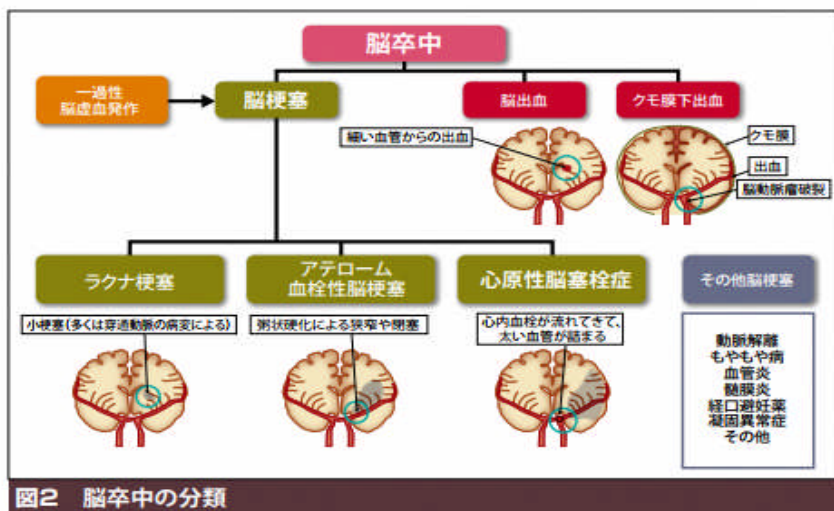 脳卒中
一過性
脳虚血発作
脳梗塞
脳出血
クモ膜下出血
細い血管からの出血
クモ膜
出血
脳動脈瘤破裂
ラクナ梗塞
アテローム
血栓性脳梗塞
心原性脳塞栓症
その他脳梗塞
小梗塞(多くは穿通動脈の病変による)
粥状硬化による狭窄や閉塞
心内血栓が流れてきて、
太い血管が詰まる
動脈解離
もやもや病
血管炎
髄膜炎
経口避妊薬
凝固異常症
その他
図2 脳卒中の分類